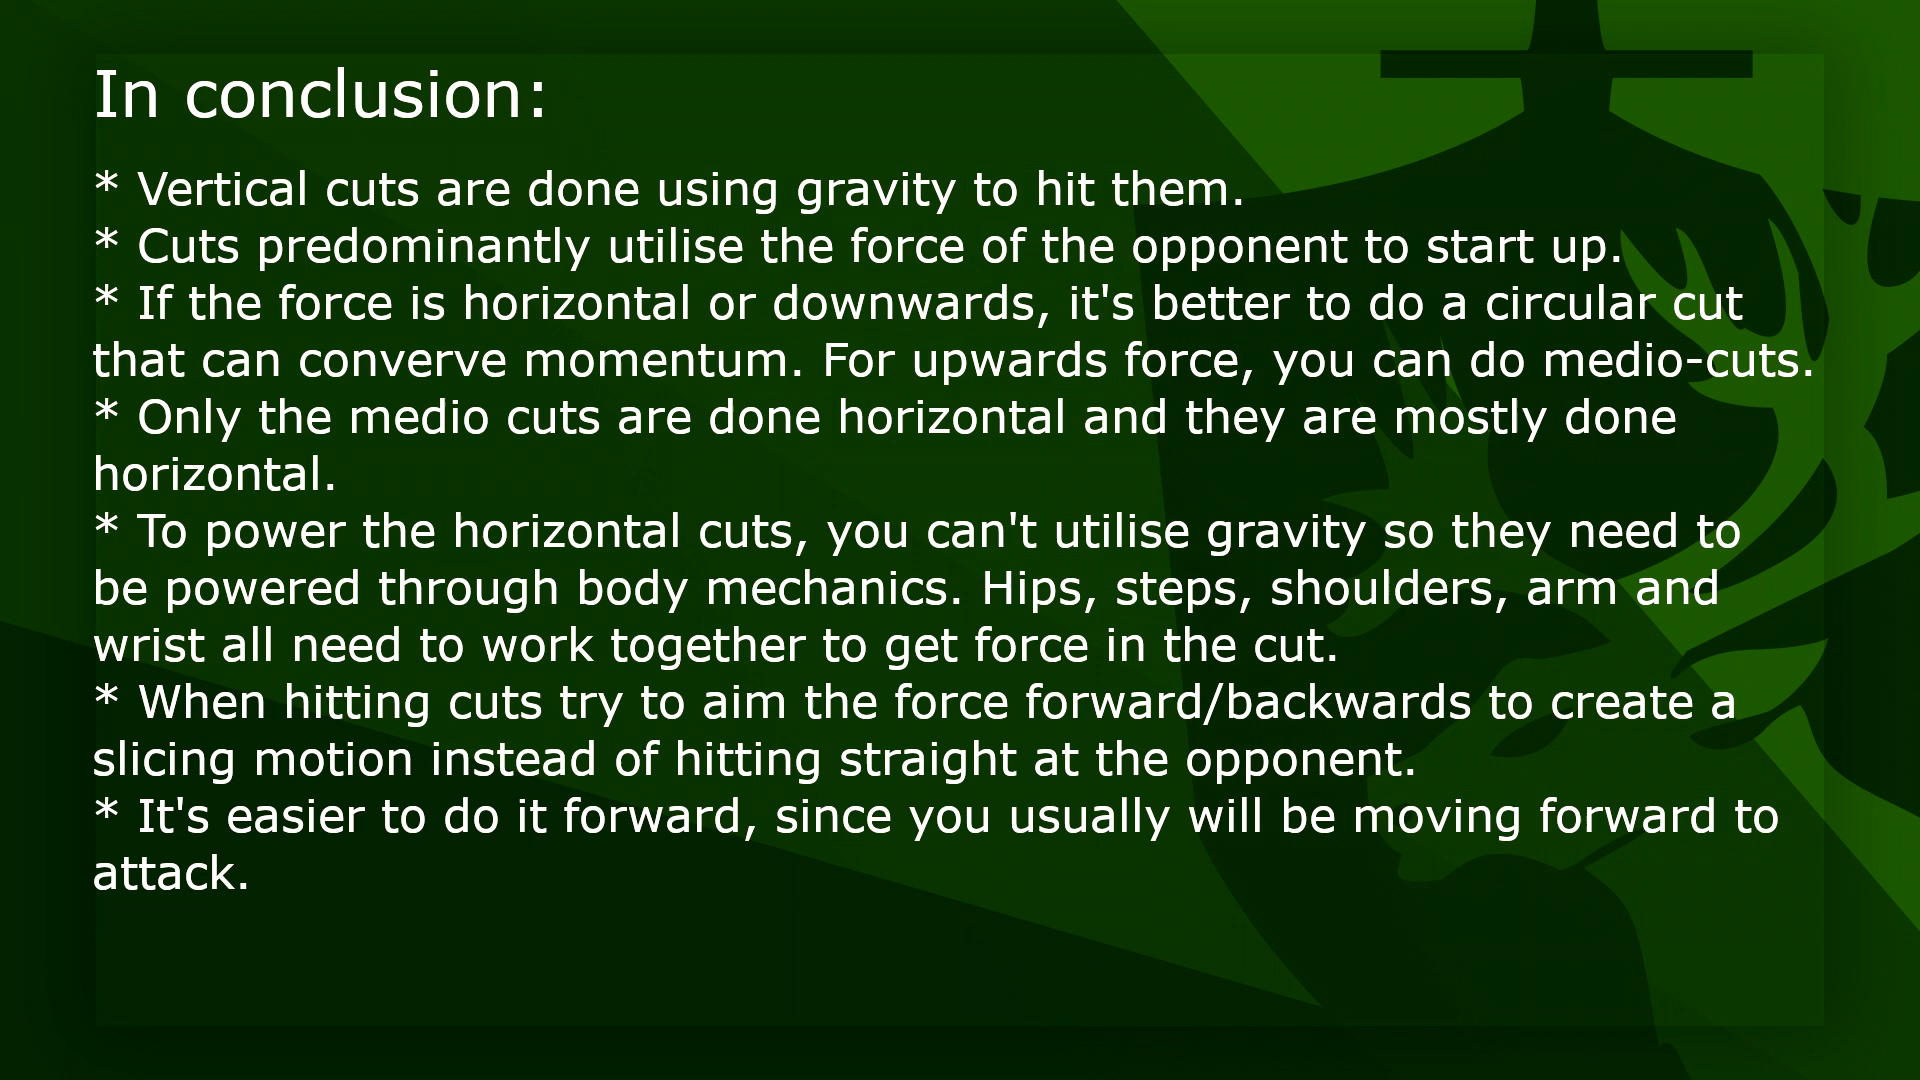 In conclusion:
* Vertical cuts are done using gravity to hit them.
* Cuts predominantly utilise the force of the opponent to start up.
* If the force is horizontal or downwards, it's better to do a circular cut
that can converve momentum. For upwards force, you can do medio-cuts.
* Only the medio cuts are done horizontal and they are mostly done
horizontal.
* To power the horizontal cuts, you can't utilise gravity so they need to
be powered through body mechanics. Hips, steps, shoulders, arm and
wrist all need to work together to get force in the cut.
* When hitting cuts try to aim the force forward/backwards to create a
slicing motion instead of hitting straight at the opponent.
* It's easier to do it forward, since you usually will be moving forward to
attack.